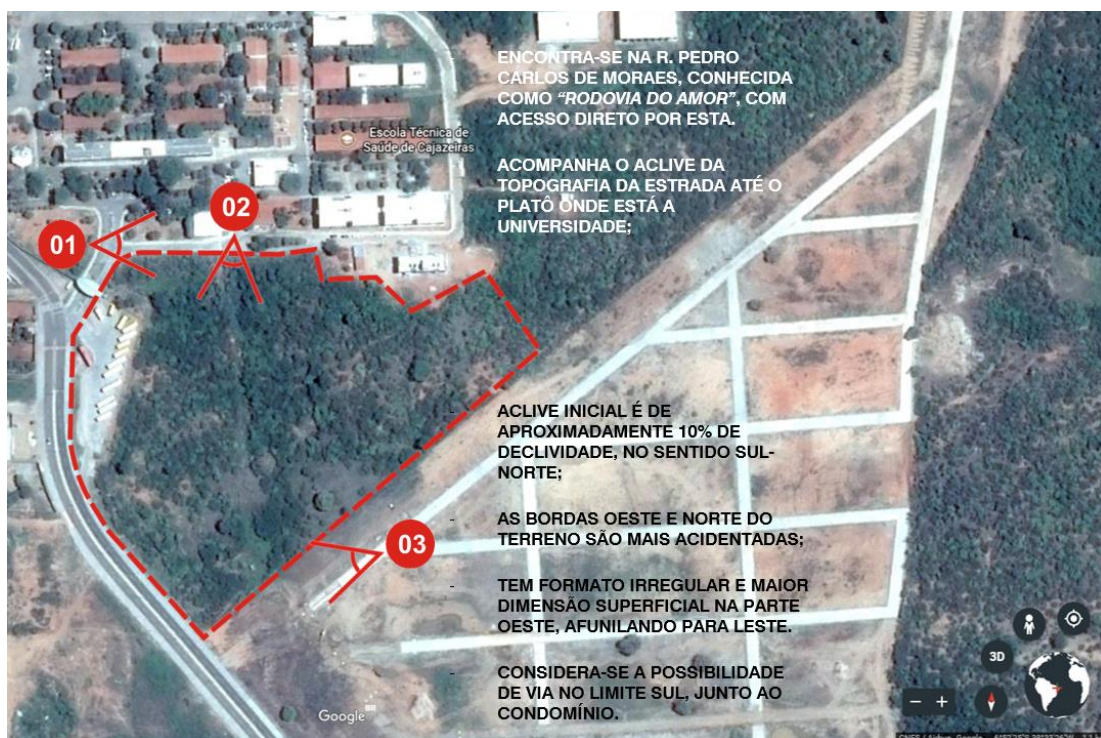 - ENCONTRA-SE NA R. PEDRO
CARLOS DE MORAES, CONHECIDA
COMO “RODOVIA DO AMOR”, COM
ACESSO DIRETO POR ESTA.
ACOMPANHA O ACLIVE DA
TOPOGRAFIA DA ESTRADA ATÉ O
PLATÔ ONDE ESTÁ A
UNIVERSIDADE;
Escola Técnica de
Saúde de Cajazeiras
02
01
- ACLIVE INICIAL É DE
APROXIMADAMENTE 10% DE
DECLIVIDADE, NO SENTIDO SUL-
NORTE;
- AS BORDAS OESTE E NORTE DO
TERRENO SÃO MAIS ACIDENTADAS;
03
- TEM FORMATO IRREGULAR E MAIOR
DIMENSÃO SUPERFICIAL NA PARTE
OESTE, AFUNILANDO PARA LESTE.
- CONSIDERA-SE A POSSIBILIDADE
DE VIA NO LIMITE SUL, JUNTO AO
CONDOMÍNIO.
3D
Google